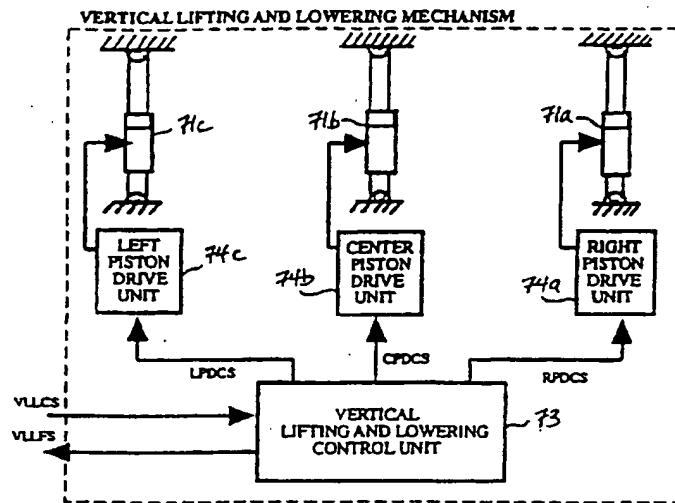 VERTICAL LIFTING AND LOWERING MECHANISM
71c
71b
71a
LEFT
PISTON
DRIVE
UNIT
74c
CENTER
PISTON
DRIVE
UNIT
74b
RIGHT
PISTON
DRIVE
UNIT
74a
LPDCS
CPDCS
RPDCS
VLLCS
VLLFS
VERTICAL
LIFTING AND LOWERING
CONTROL UNIT
73